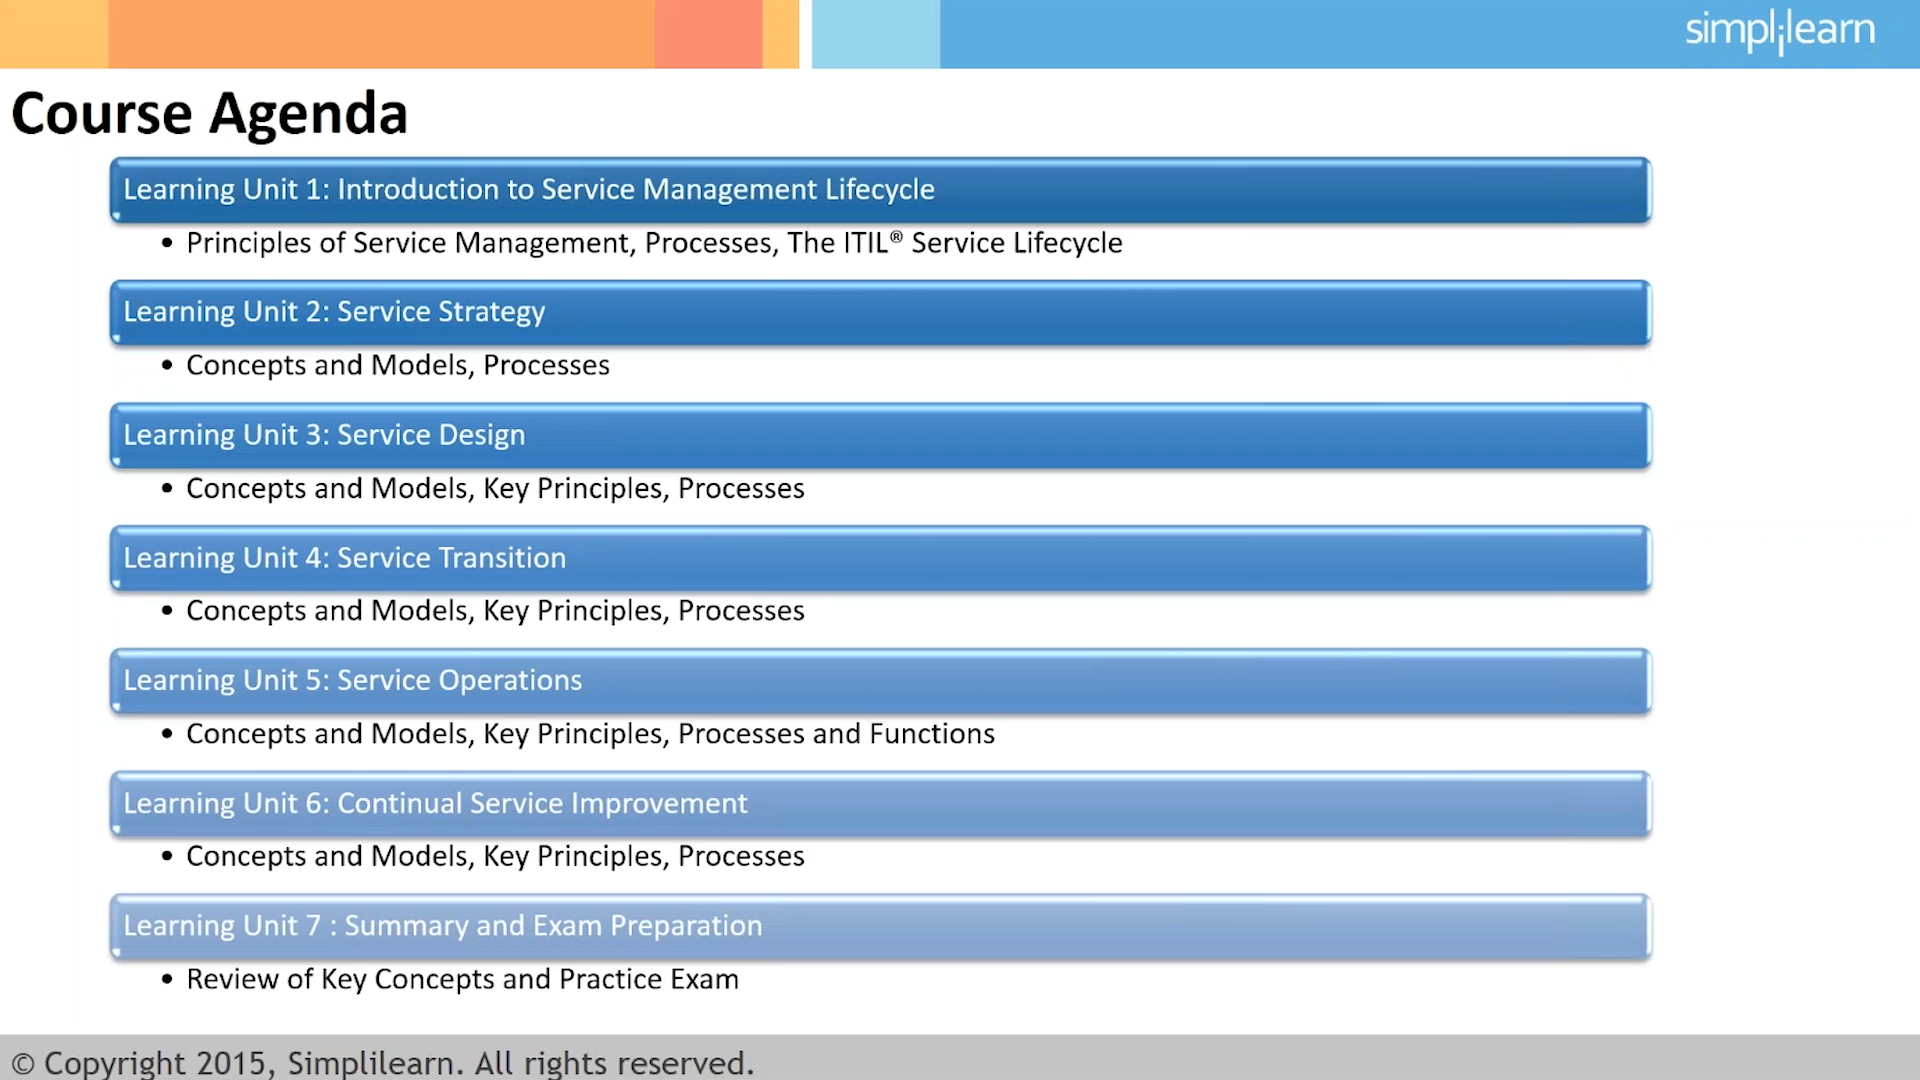 simplilearn
Course Agenda
Learning Unit 1: Introduction to Service Management Lifecycle
• Principles of Service Management, Processes, The ITIL® Service Lifecycle
Learning Unit 2: Service Strategy
• Concepts and Models, Processes
Learning Unit 3: Service Design
• Concepts and Models, Key Principles, Processes
Learning Unit 4: Service Transition
• Concepts and Models, Key Principles, Processes
Learning Unit 5: Service Operations
• Concepts and Models, Key Principles, Processes and Functions
Learning Unit 6: Continual Service Improvement
• Concepts and Models, Key Principles, Processes
Learning Unit 7 : Summary and Exam Preparation
• Review of Key Concepts and Practice Exam
© Copyright 2015, Simplilearn. All rights reserved.